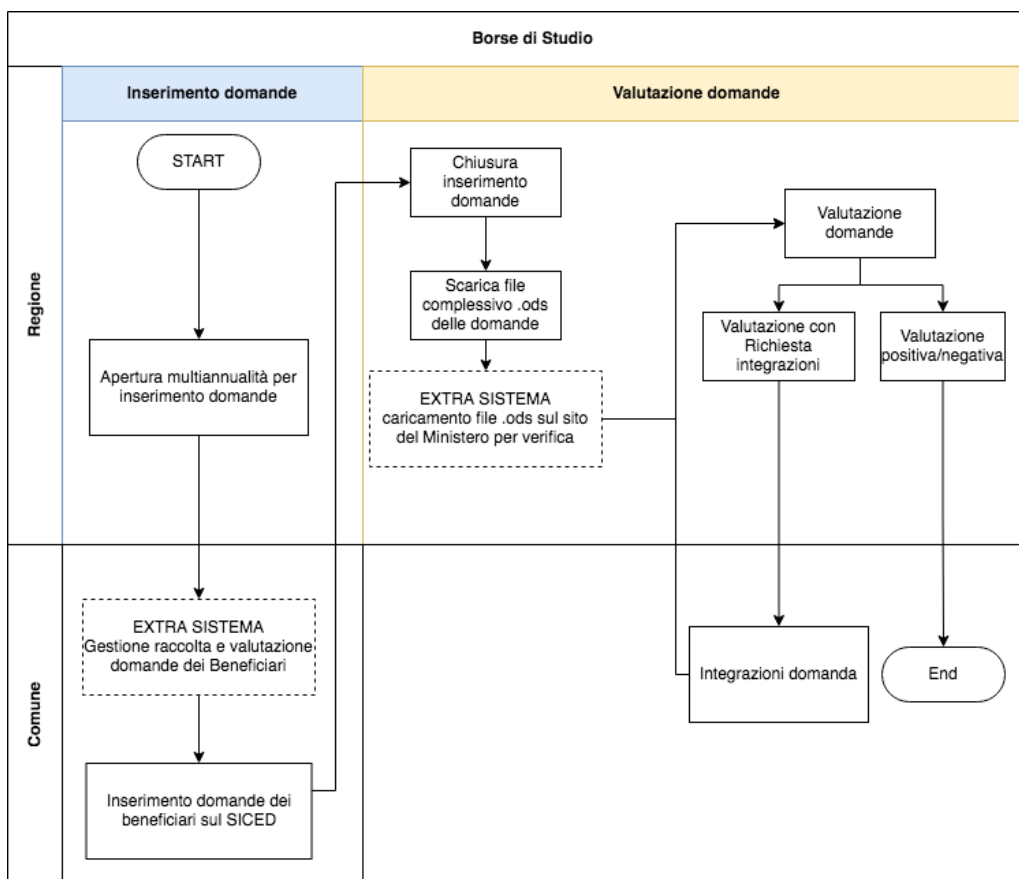 Borse di Studio
Inserimento domande
Valutazione domande
Regione
START
Apertura multiannualità per
inserimento domande
Chiusura
inserimento
domande
Scarica file
complessivo .ods
delle domande
EXTRA SISTEMA
caricamento file .ods sul sito
del Ministero per verifica
Valutazione
domande
Valutazione con
Richiesta
integrazioni
Valutazione
positiva/negativa
Comune
EXTRA SISTEMA
Gestione raccolta e valutazione
domande dei Beneficiari
Inserimento domande dei
beneficiari sul SICED
Integrazioni domanda
End